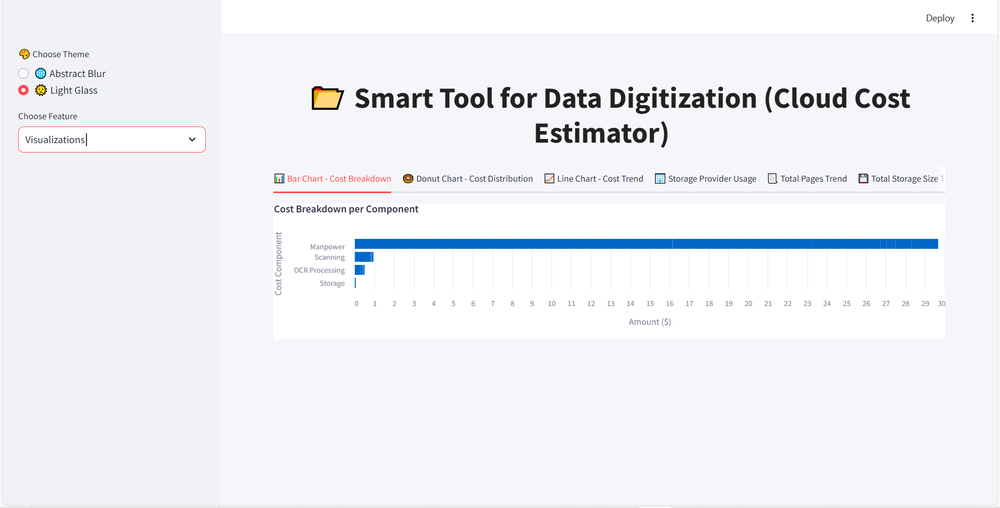 Deploy
Choose Theme
Abstract Blur
Light Glass
Choose Feature
Visualizations
Smart Tool for Data Digitization (Cloud Cost
Estimator)
Bar Chart - Cost Breakdown Donut Chart - Cost Distribution Line Chart - Cost Trend Storage Provider Usage Total Pages Trend Total Storage Size T
Cost Breakdown per Component
Cost Component
Manpower
Scanning
OCR Processing
Storage
0 1 2 3 4 5 6 7 8 9 10 11 12 13 14 15 16 17 18 19 20 21 22 23 24 25 26 27 28 29 30
Amount ($)